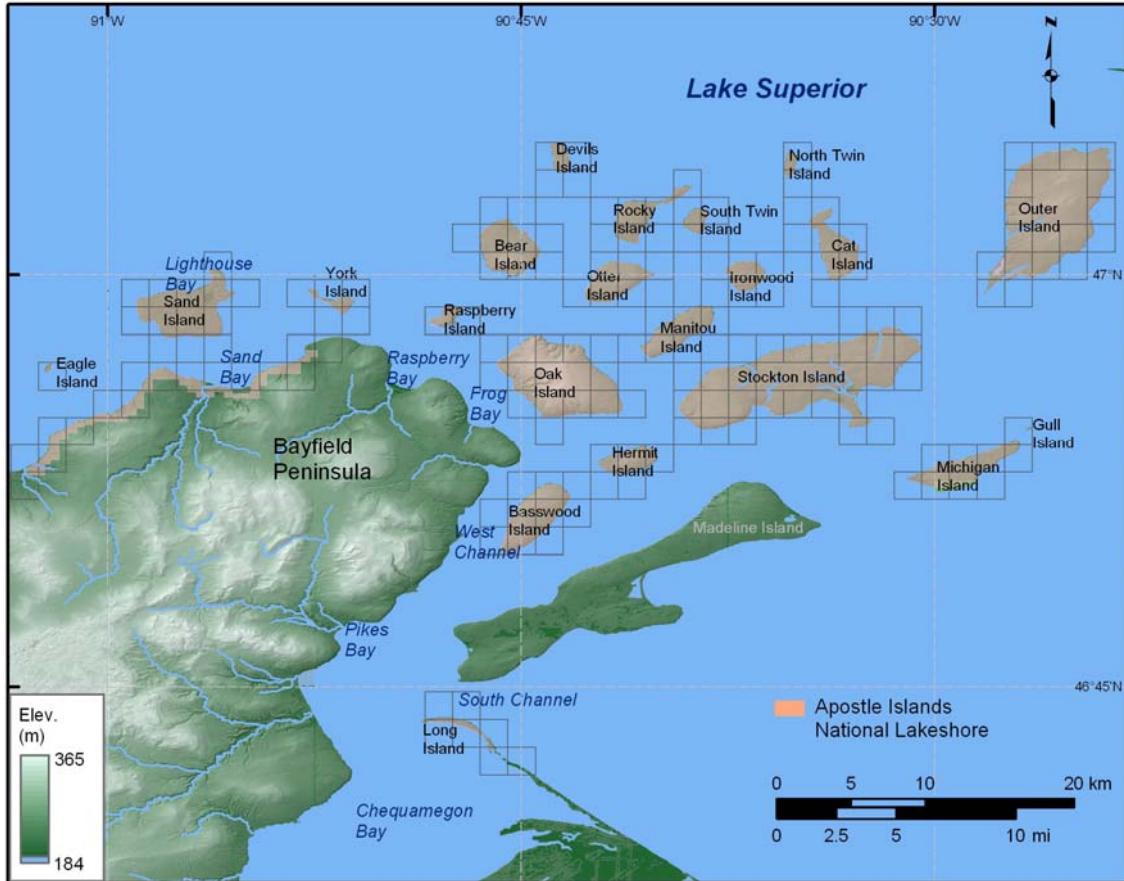 91°W
90°45'W
90°30'W
N
Lake Superior
Devils
Island
North Twin
Island
Rocky
Island
South Twin
Island
Outer
Island
Bear
Island
Cat
Island
Lighthouse
Bay
York
Island
Otter
Island
Ironwood
Island
47°N
Sand
Island
Raspberry
Island
Manitou
Island
Eagle
Island
Sand
Bay
Raspberry
Bay
Oak
Island
Stockton Island
Frog
Bay
Bayfield
Peninsula
Gull
Island
Hermit
Island
Michigan
Island
Basswood
Island
West
Channel
Madeline Island
Pikes
Bay
46°45'N
South Channel
Long
Island
Apostle Islands
National Lakeshore
Elev.
(m)
365
184
Chequamegon
Bay
0 5 10 20 km
0 2.5 5 10 mi